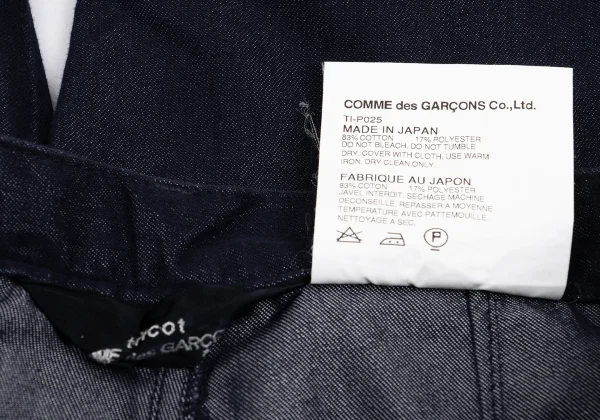 COMME des GARÇONS Co.,Ltd.
TI-P025
MADE IN JAPAN
83% COTTON 17% POLYESTER
DO NOT BLEACH. DO NOT TUMBLE
DRY. COVER WITH CLOTH, USE WARM
IRON. DRY CLEAN ONLY.
FABRIQUE AU JAPON
83% COTON 17% POLYESTER
JAVEL INTERDIT. SECHAGE MACHINE
DECONSEILLE. REPASSER A MOYENNE
TEMPERATURE AVEC PATTEMOUILLE.
NETTOYAGE A SEC.
P
tricot
des GARÇO